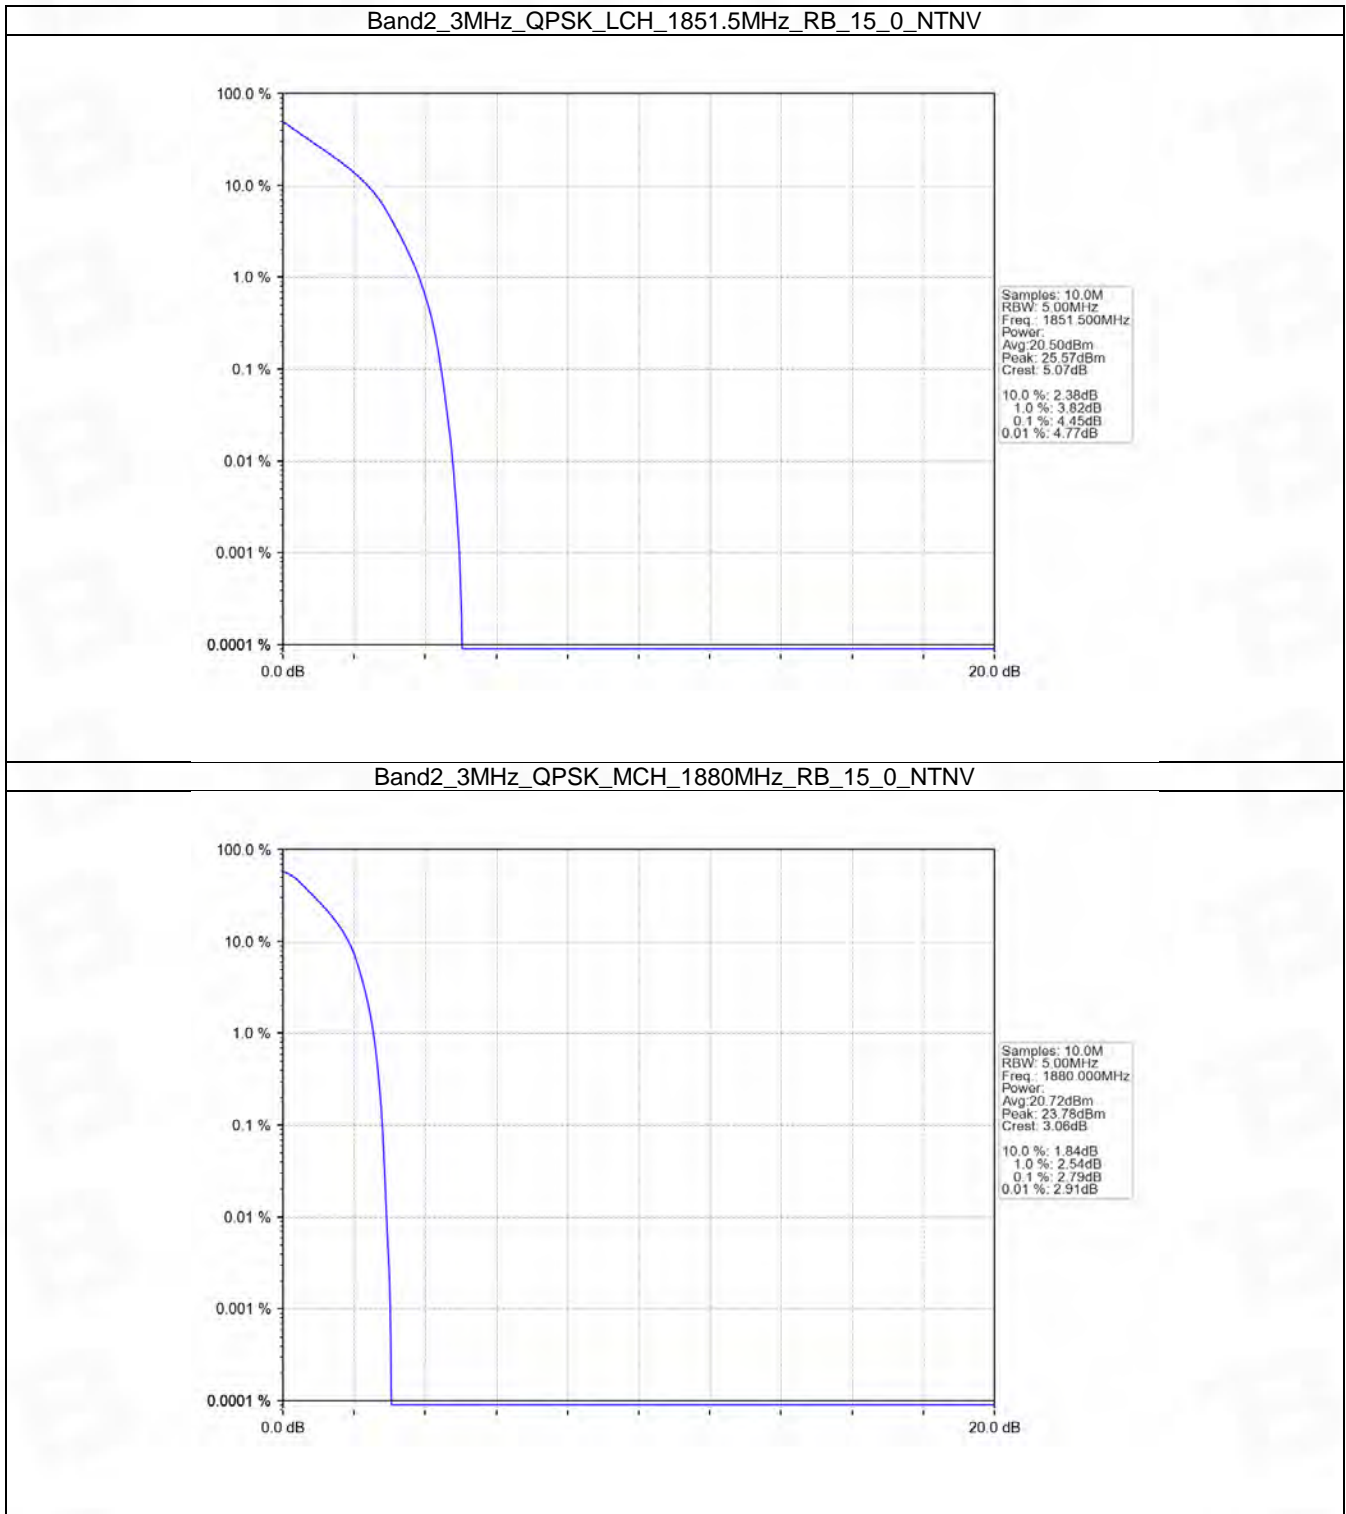 Band2_3MHz_QPSK_LCH_1851.5MHz_RB_15_0_NTNV
100.0 %
10.0 %
1.0 %
0.1 %
0.01 %
0.001 %
0.0001 %
0.0 dB
20.0 dB
Samples: 10.0M
RBW: 5.00MHz
Freq.: 1851.500MHz
Power:
Avg:20.50dBm
Peak: 25.57dBm
Crest: 5.07dB
10.0 %: 2.38dB
1.0 %: 3.82dB
0.1 %: 4.45dB
0.01 %: 4.77dB
Band2_3MHz_QPSK_MCH_1880MHz_RB_15_0_NTNV
100.0 %
10.0 %
1.0 %
0.1 %
0.01 %
0.001 %
0.0001 %
0.0 dB
20.0 dB
Samples: 10.0M
RBW: 5.00MHz
Freq.: 1880.000MHz
Power:
Avg:20.72dBm
Peak: 23.78dBm
Crest: 3.06dB
10.0 %: 1.84dB
1.0 %: 2.54dB
0.1 %: 2.79dB
0.01 %: 2.91dB